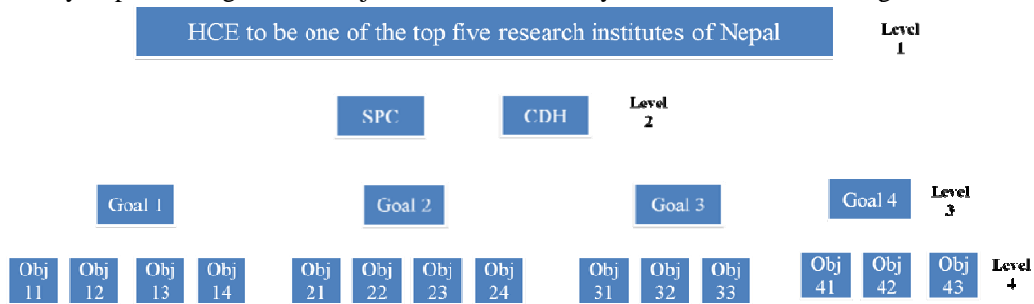 HCE to be one of the top five research institutes of Nepal
Level
1
SPC
CDH
Level
2
Goal 1
Goal 2
Goal 3
Goal 4
Level
3
Obj
11
Obj
12
Obj
13
Obj
14
Obj
21
Obj
22
Obj
23
Obj
24
Obj
31
Obj
32
Obj
33
Obj
41
Obj
42
Obj
43
Level
4